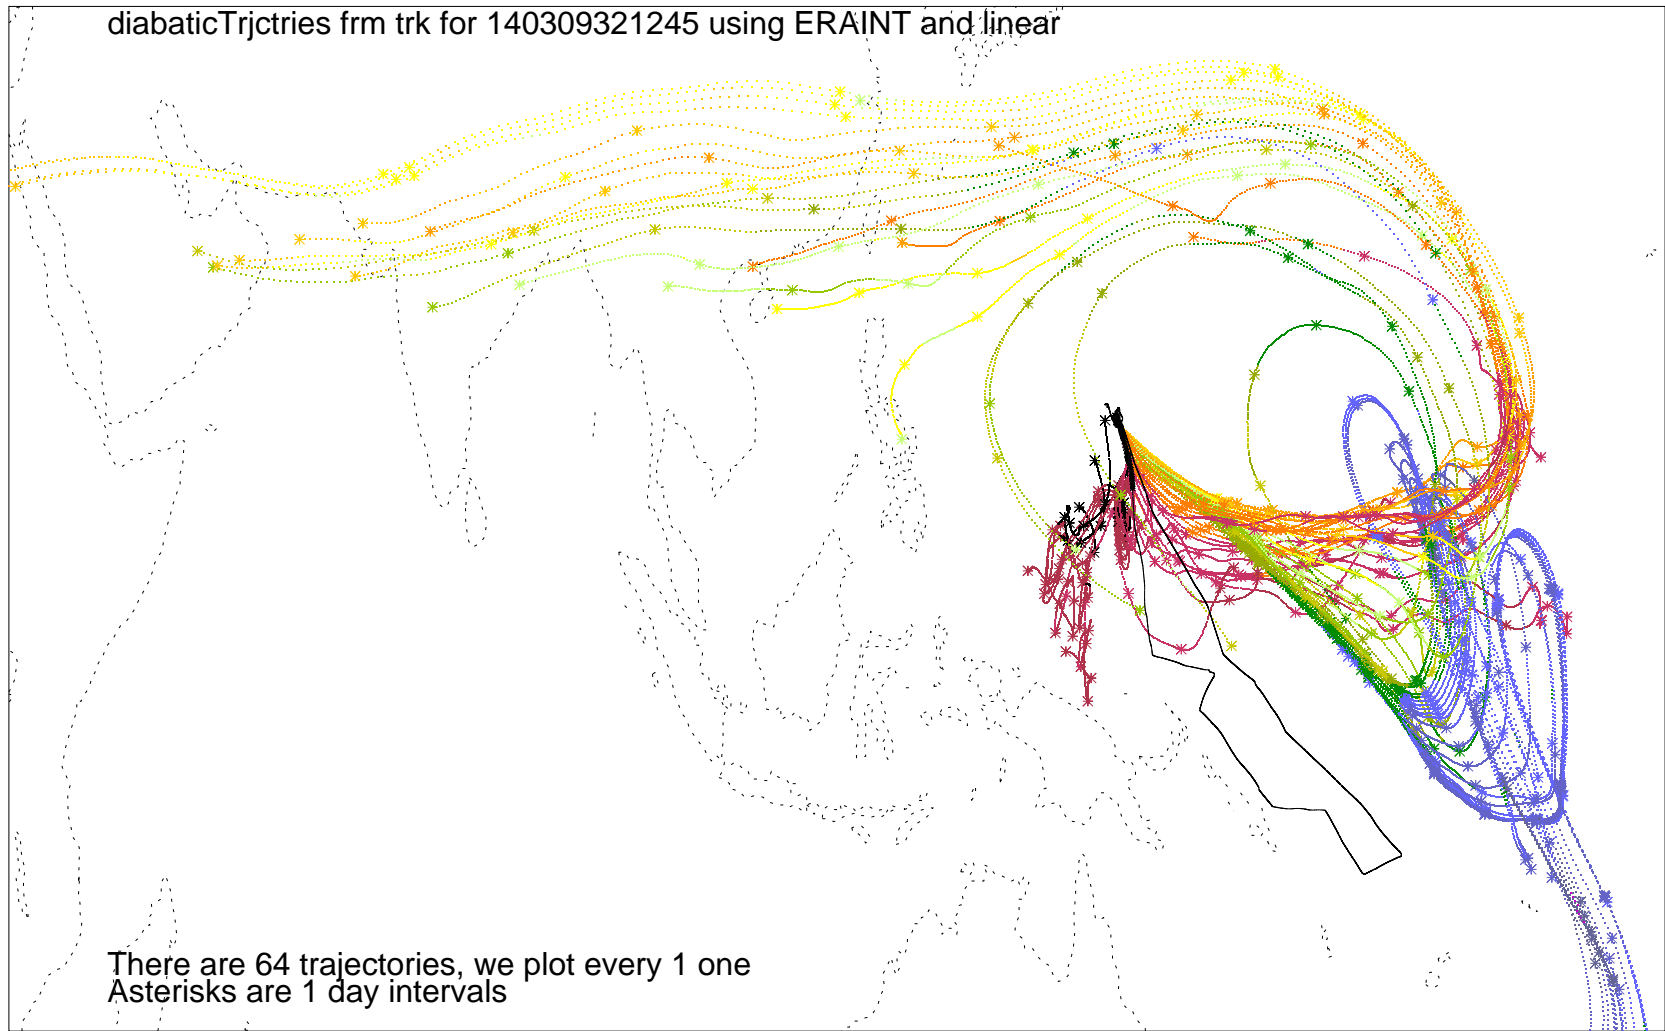 diabaticTrjctries frm trk for 140309321245 using ERAINT and linear
There are 64 trajectories, we plot every 1 one
Asterisks are 1 day intervals